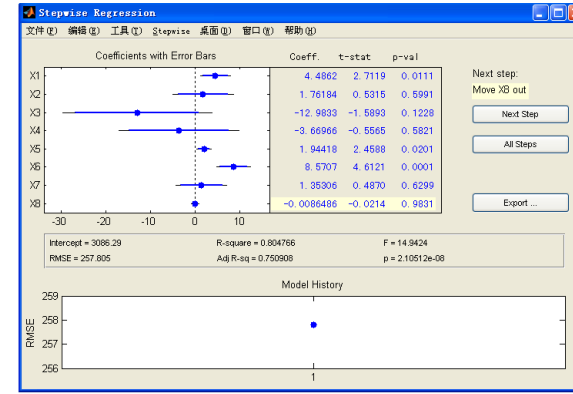 Stepwise Regression
文件(F) 编辑(E) 工具(T) Stepwise 桌面(D) 窗口(W) 帮助(H)
Coefficients with Error Bars Coeff. t-stat p-val
X1 4.4862 2.7119 0.0111
X2 1.76184 0.5315 0.5991
X3 -12.9833 -1.5893 0.1228
X4 -3.66966 -0.5565 0.5821
X5 1.94418 2.4588 0.0201
X6 8.5707 4.6121 0.0001
X7 1.35306 0.4870 0.6299
X8 -0.0086486 -0.0214 0.9831
-30 -20 -10 0 10
Next step:
Move X8 out
Next Step
All Steps
Export ...
Intercept = 3086.29 R-square = 0.804766 F = 14.9424
RMSE = 257.805 Adj R-sq = 0.750908 p = 2.10512e-08
Model History
RMSE
259
258
257
256
1